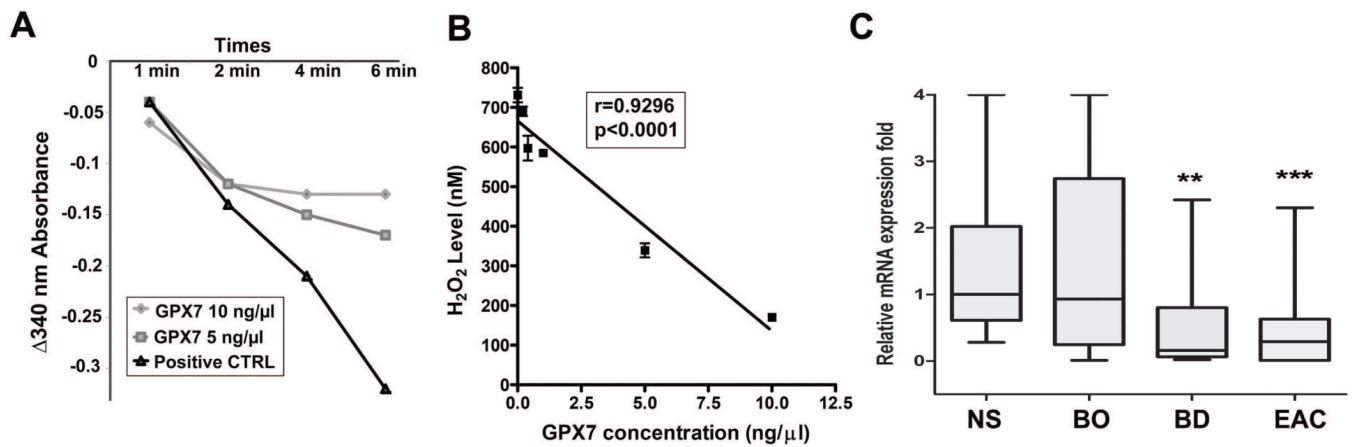 A
Times
0
1 min 2 min 4 min 6 min
-0.05
-0.1
-0.15
-0.2
-0.25
-0.3
Δ340 nm Absorbance
GPX7 10 ng/µl
GPX7 5 ng/µl
Positive CTRL
B
800
700
600
500
400
300
200
100
0
H₂O₂ Level (nM)
r=0.9296
p<0.0001
0.0 2.5 5.0 7.5 10.0 12.5
GPX7 concentration (ng/µl)
C
4
3
2
1
0
Relative mRNA expression fold
** ***
NS BO BD EAC